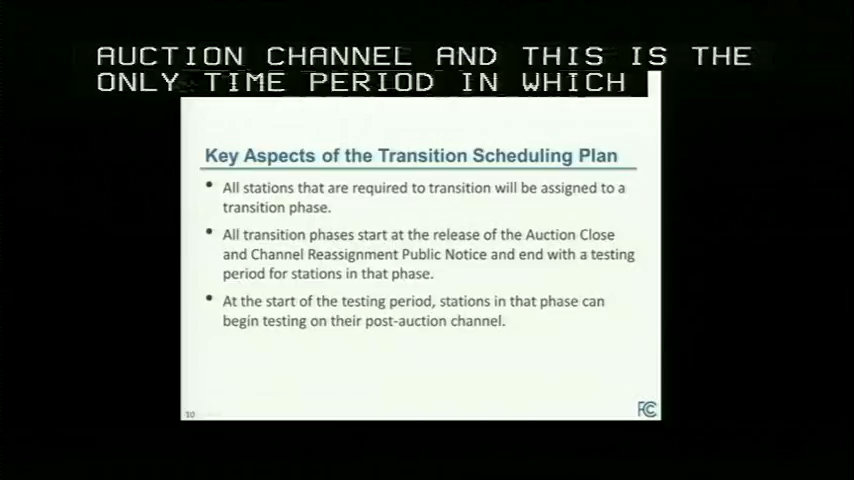 AUCTION CHANNEL AND THIS IS THE
ONLY TIME PERIOD IN WHICH
Key Aspects of the Transition Scheduling Plan
• All stations that are required to transition will be assigned to a
transition phase.
• All transition phases start at the release of the Auction Close
and Channel Reassignment Public Notice and end with a testing
period for stations in that phase.
• At the start of the testing period, stations in that phase can
begin testing on their post-auction channel.
10
FCC